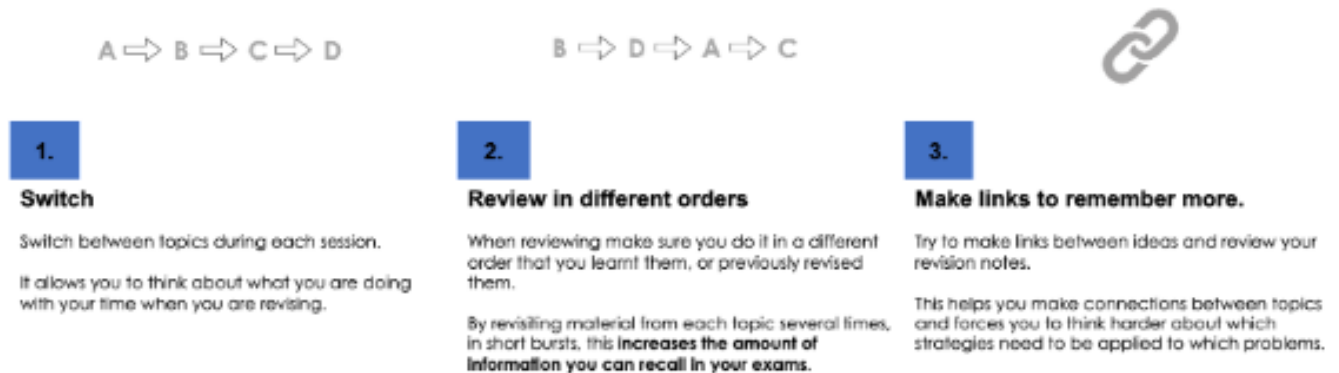 A ⇨ B ⇨ C ⇨ D
B ⇨ D ⇨ A ⇨ C
1.
Switch
Switch between topics during each session.
It allows you to think about what you are doing
with your time when you are revising.
2.
Review in different orders
When reviewing make sure you do it in a different
order that you learnt them, or previously revised
them.
By revisiting material from each topic several times,
in short bursts, this increases the amount of
information you can recall in your exams.
3.
Make links to remember more.
Try to make links between ideas and review your
revision notes.
This helps you make connections between topics
and forces you to think harder about which
strategies need to be applied to which problems.